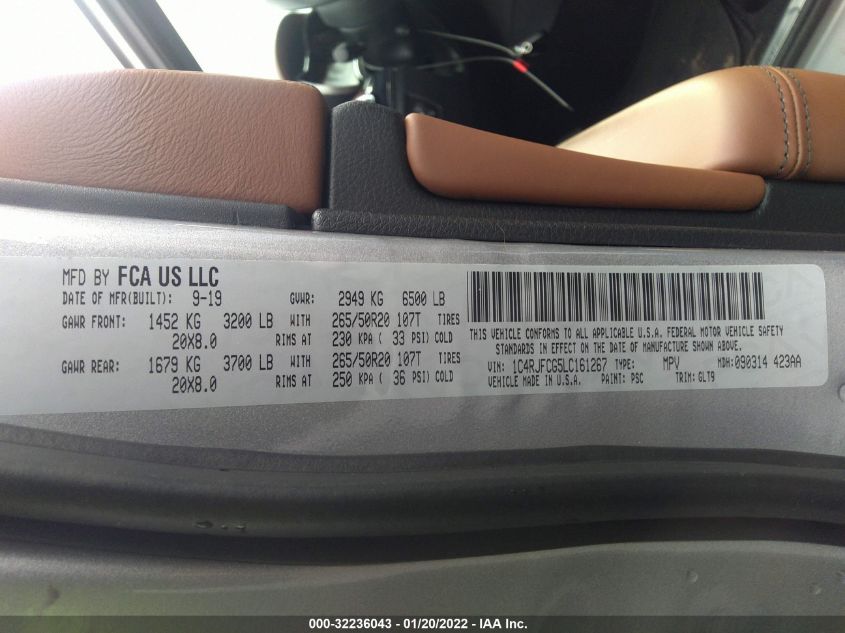 MFD BY FCA US LLC
DATE OF MFR(BUILT): 9-19 GVWR: 2949 KG 6500 LB
GAWR FRONT: 1452 KG 3200 LB WITH 265/50R20 107T TIRES
20X8.0 RIMS AT 230 KPA ( 33 PSI) COLD
GAWR REAR: 1679 KG 3700 LB WITH 265/50R20 107T TIRES
20X8.0 RIMS AT 250 KPA ( 36 PSI) COLD
THIS VEHICLE CONFORMS TO ALL APPLICABLE U.S.A. FEDERAL MOTOR VEHICLE SAFETY
STANDARDS IN EFFECT ON THE DATE OF MANUFACTURE SHOWN ABOVE.
VIN: 1C4RJFCG5LC161267 TYPE: MPV MDH:090314 423AA
VEHICLE MADE IN U.S.A. PAINT: PSC TRIM: GLT9
000-32236043 - 01/20/2022 - IAA Inc.